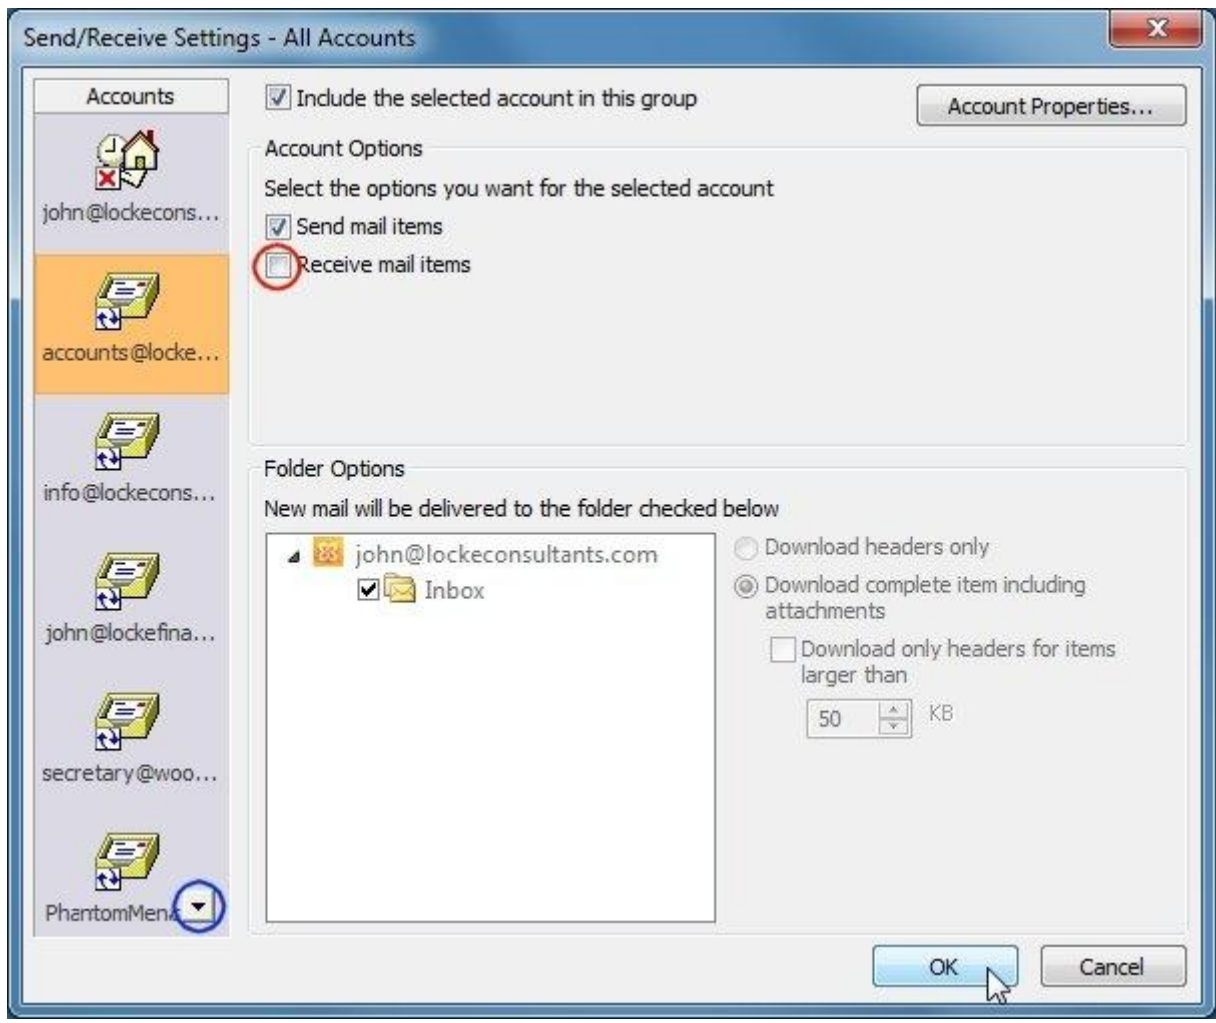 Send/Receive Settings - All Accounts
Accounts
john@lockecons...
accounts@locke...
info@lockecons...
john@lockefina...
secretary@woo...
PhantomMen
Include the selected account in this group
Account Properties...
Account Options
Select the options you want for the selected account
Send mail items
Receive mail items
Folder Options
New mail will be delivered to the folder checked below
john@lockeconsultants.com
Inbox
Download headers only
Download complete item including
attachments
Download only headers for items
larger than
50 KB
OK
Cancel